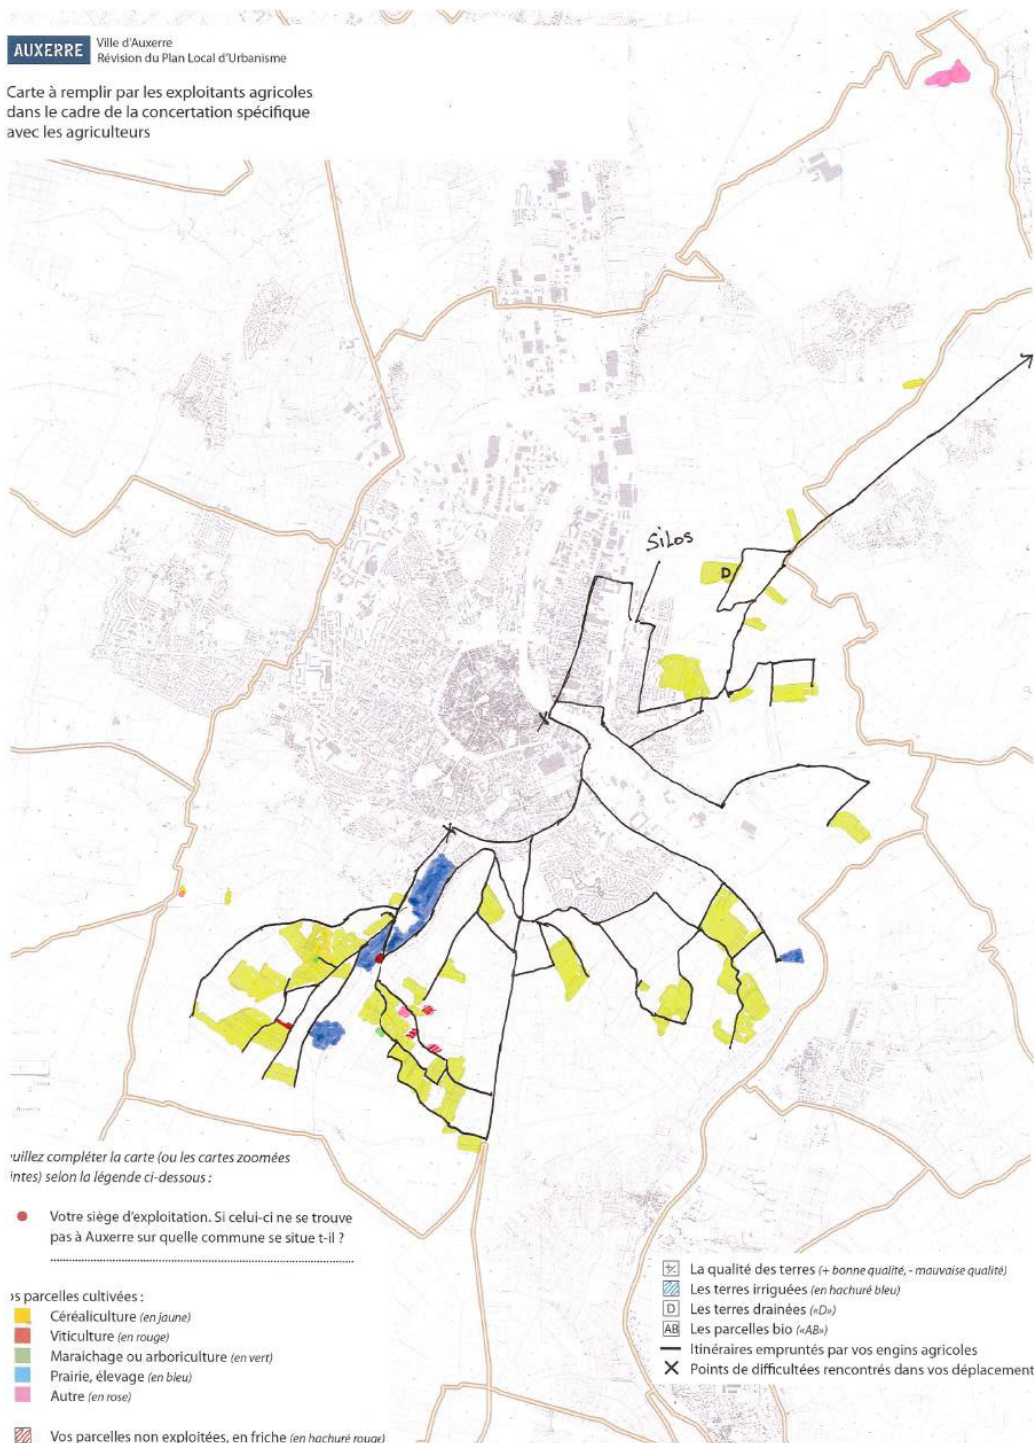 AUXERRE
Ville d'Auxerre
Révision du Plan Local d'Urbanisme
Carte à remplir par les exploitants agricoles
dans le cadre de la concertation spécifique
avec les agriculteurs
SiLos
D
uillez compléter la carte (ou les cartes zoomées
intes) selon la légende ci-dessous :
Votre siège d'exploitation. Si celui-ci ne se trouve
pas à Auxerre sur quelle commune se situe t-il ?
os parcelles cultivées :
Céréaliculture (en jaune)
Viticulture (en rouge)
Maraichage ou arboriculture (en vert)
Prairie, élevage (en bleu)
Autre (en rose)
Vos parcelles non exploitées, en friche (en hachuré rouge)
+/- La qualité des terres (+ bonne qualité, - mauvaise qualité)
Les terres irriguées (en hachuré bleu)
D Les terres drainées («D»)
AB Les parcelles bio («AB»)
Itinéraires empruntés par vos engins agricoles
Points de difficultées rencontrés dans vos déplacement